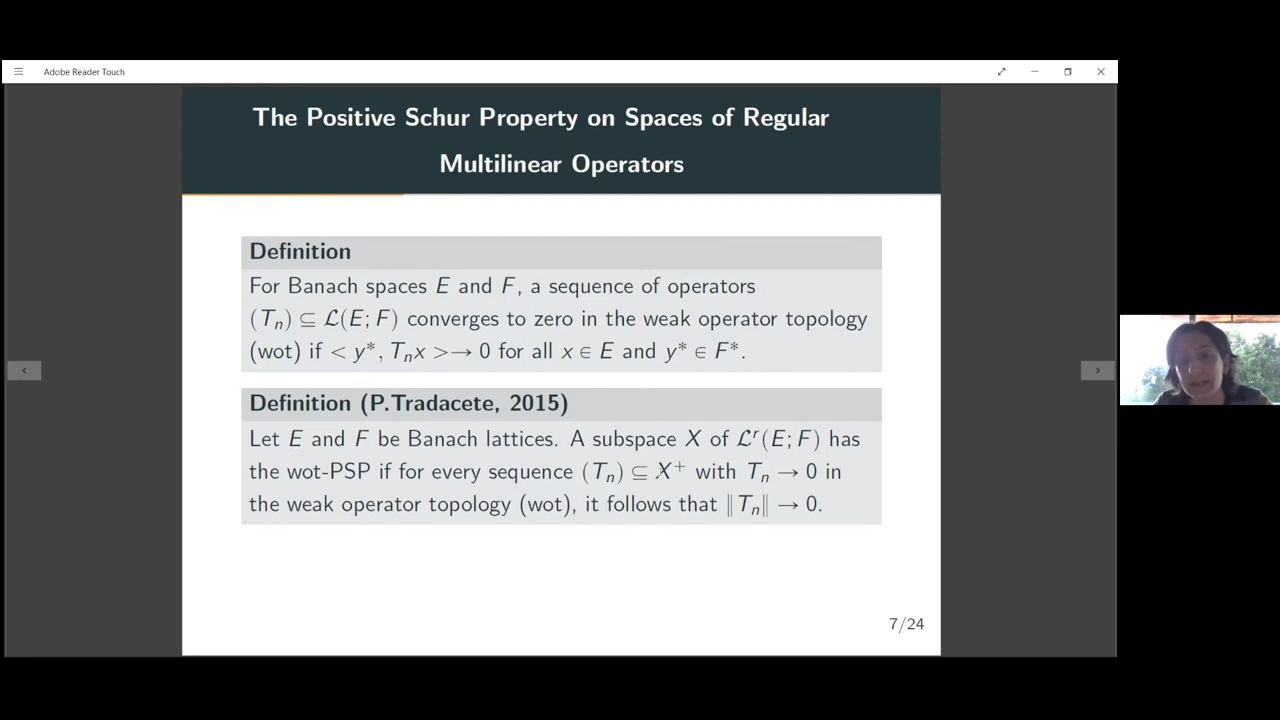 Adobe Reader Touch
The Positive Schur Property on Spaces of Regular
Multilinear Operators
Definition
For Banach spaces E and F, a sequence of operators
(Tₙ) ⊆ ℒ(E; F) converges to zero in the weak operator topology
(wot) if < y*, Tₙx >→ 0 for all x ∈ E and y* ∈ F*.
Definition (P.Tradacete, 2015)
Let E and F be Banach lattices. A subspace X of ℒʳ(E; F) has
the wot-PSP if for every sequence (Tₙ) ⊆ X⁺ with Tₙ → 0 in
the weak operator topology (wot), it follows that ‖Tₙ‖ → 0.
7/24